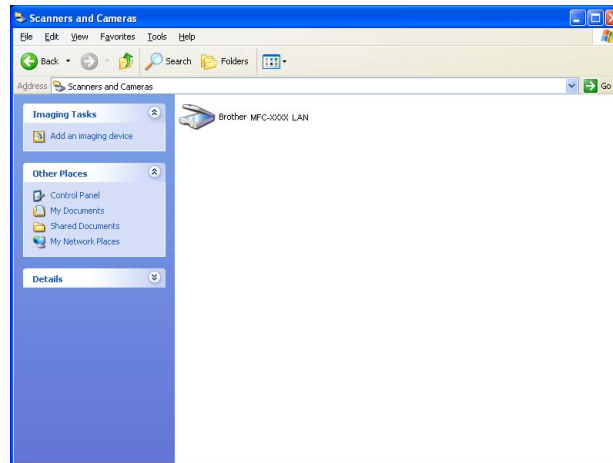 Scanners and Cameras
File Edit View Favorites Tools Help
Back Search Folders
Address Scanners and Cameras Go
Imaging Tasks
Add an imaging device
Other Places
Control Panel
My Documents
Shared Documents
My Network Places
Details
Brother MFC-XXXX LAN